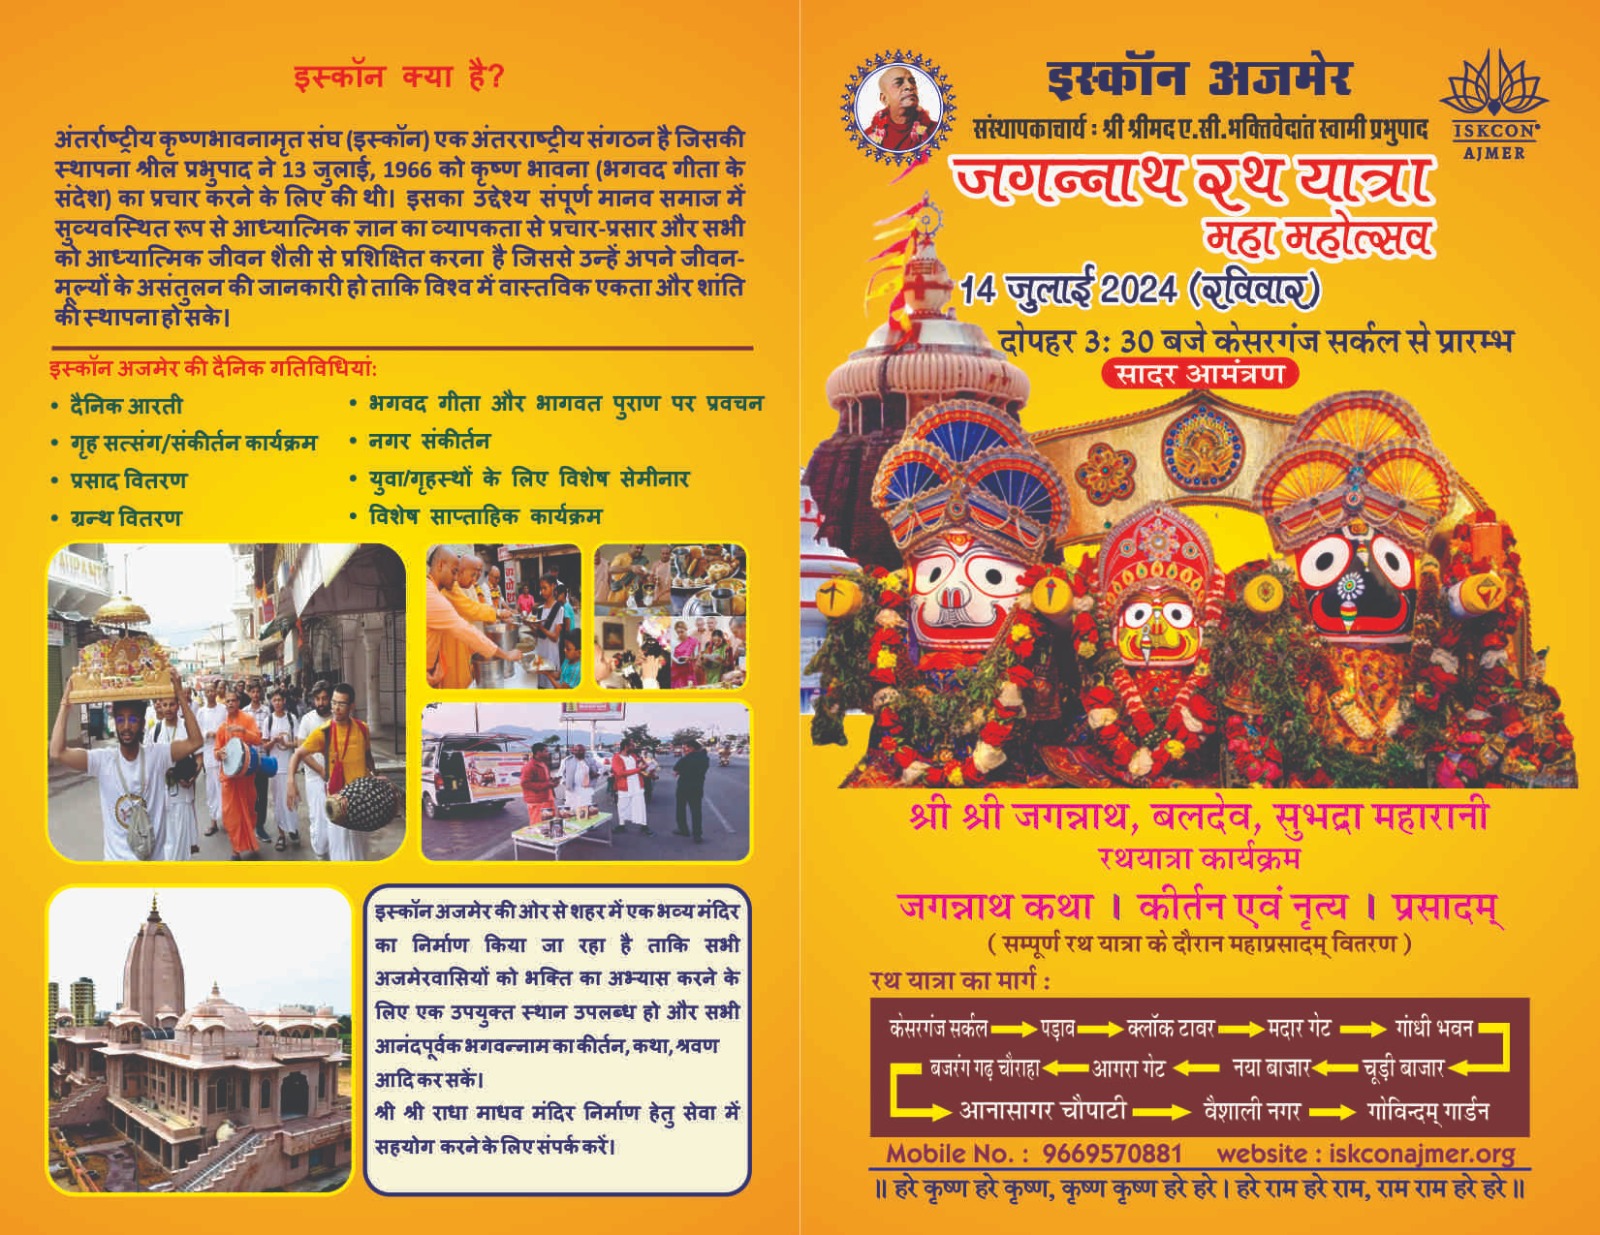 इस्कॉन क्या है?
अंतर्राष्ट्रीय कृष्णभावनामृत संघ (इस्कॉन) एक अंतरराष्ट्रीय संगठन है जिसकी
स्थापना श्रील प्रभुपाद ने 13 जुलाई, 1966 को कृष्ण भावना (भगवद गीता के
संदेश) का प्रचार करने के लिए की थी। इसका उद्देश्य संपूर्ण मानव समाज में
सुव्यवस्थित रूप से आध्यात्मिक ज्ञान का व्यापकता से प्रचार-प्रसार और सभी
को आध्यात्मिक जीवन शैली से प्रशिक्षित करना है जिससे उन्हें अपने जीवन-
मूल्यों के असंतुलन की जानकारी हो ताकि विश्व में वास्तविक एकता और शांति
की स्थापना हो सके।
इस्कॉन अजमेर की दैनिक गतिविधियां:
• दैनिक आरती
• गृह सत्संग/संकीर्तन कार्यक्रम
• प्रसाद वितरण
• ग्रन्थ वितरण
• भगवद गीता और भागवत पुराण पर प्रवचन
• नगर संकीर्तन
• युवा/गृहस्थों के लिए विशेष सेमीनार
• विशेष साप्ताहिक कार्यक्रम
इस्कॉन अजमेर की ओर से शहर में एक भव्य मंदिर
का निर्माण किया जा रहा है ताकि सभी
अजमेरवासियों को भक्ति का अभ्यास करने के
लिए एक उपयुक्त स्थान उपलब्ध हो और सभी
आनंदपूर्वक भगवन्नाम का कीर्तन, कथा, श्रवण
आदि कर सकें।
श्री श्री राधा माधव मंदिर निर्माण हेतु सेवा में
सहयोग करने के लिए संपर्क करें।
इस्कॉन अजमेर
संस्थापकाचार्य : श्री श्रीमद ए.सी.भक्तिवेदांत स्वामी प्रभुपाद
ISKCON
AJMER
जगन्नाथ रथ यात्रा
महा महोत्सव
14 जुलाई 2024 (रविवार)
दोपहर 3: 30 बजे केसरगंज सर्कल से प्रारम्भ
सादर आमंत्रण
श्री श्री जगन्नाथ, बलदेव, सुभद्रा महारानी
रथयात्रा कार्यक्रम
जगन्नाथ कथा । कीर्तन एवं नृत्य । प्रसादम्
( सम्पूर्ण रथ यात्रा के दौरान महाप्रसादम् वितरण )
रथ यात्रा का मार्ग :
केसरगंज सर्कल पड़ाव क्लॉक टावर मदार गेट गांधी भवन
बजरंग गढ़ चौराहा आगरा गेट नया बाजार चूड़ी बाजार
आनासागर चौपाटी वैशाली नगर गोविन्दम् गार्डन
Mobile No. : 9669570881 website : iskconajmer.org
॥ हरे कृष्ण हरे कृष्ण, कृष्ण कृष्ण हरे हरे । हरे राम हरे राम, राम राम हरे हरे ॥